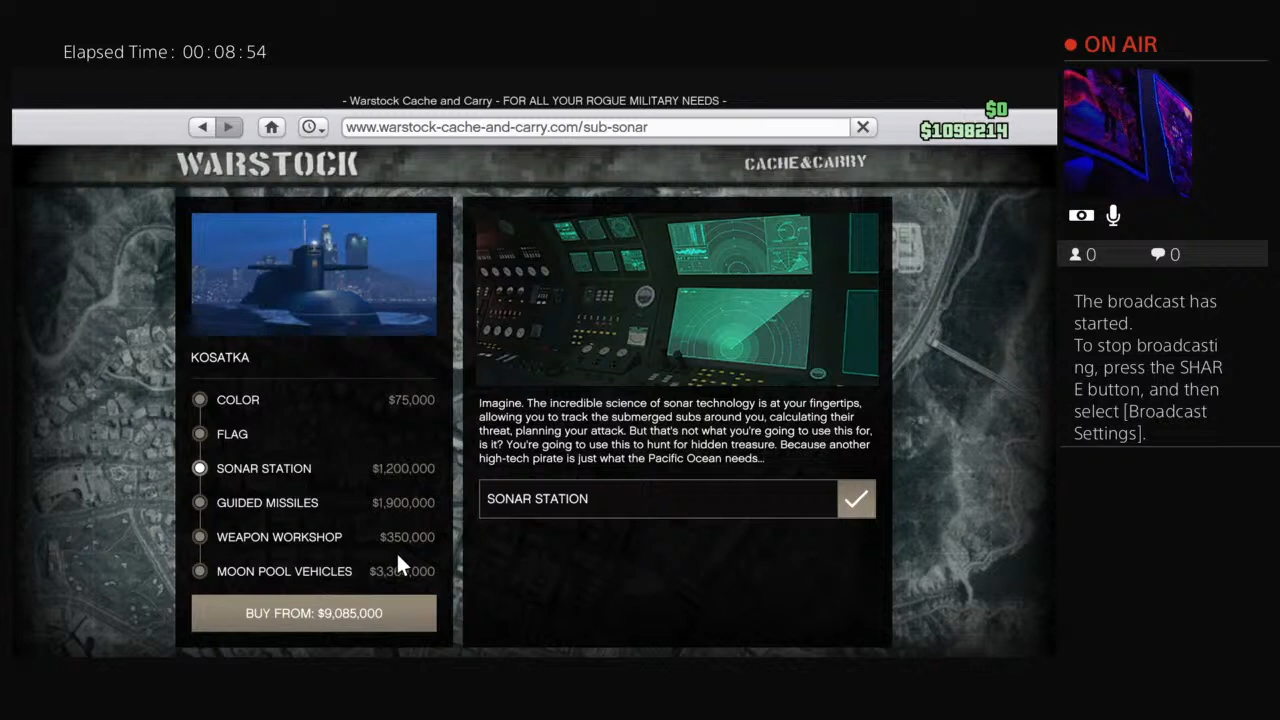 Elapsed Time: 00:08:54
ON AIR
- Warstock Cache and Carry - FOR ALL YOUR ROGUE MILITARY NEEDS -
www.warstock-cache-and-carry.com/sub-sonar
$0
$1098214
WARSTOCK
CACHE&CARRY
KOSATKA
COLOR $75,000
FLAG
SONAR STATION $1,200,000
GUIDED MISSILES $1,900,000
WEAPON WORKSHOP $350,000
MOON POOL VEHICLES
BUY FROM: $9,085,000
Imagine. The incredible science of sonar technology is at your fingertips,
allowing you to track the submerged subs around you, calculating their
threat, planning your attack. But that's not what you're going to use this for,
is it? You're going to use this to hunt for hidden treasure. Because another
high-tech pirate is just what the Pacific Ocean needs...
SONAR STATION
0 0
The broadcast has
started.
To stop broadcasti
ng, press the SHAR
E button, and then
select [Broadcast
Settings].